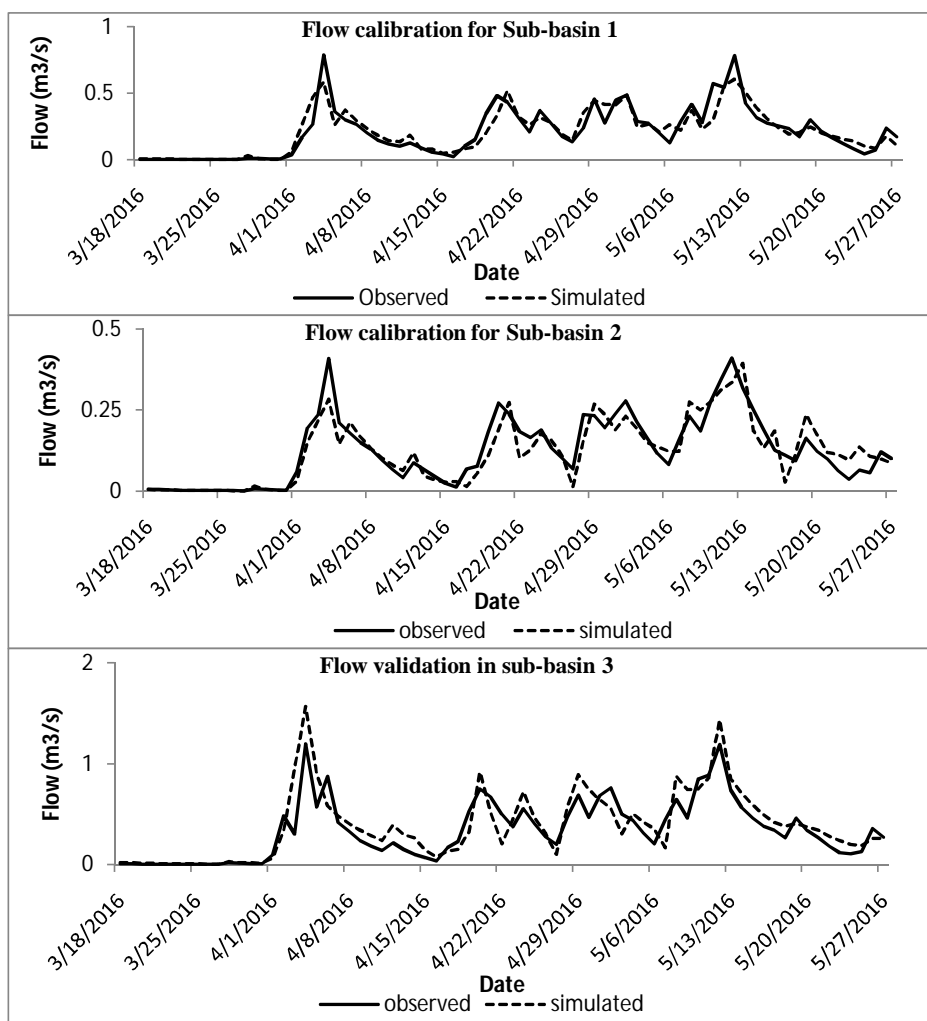 Flow calibration for Sub-basin 1
Flow (m3/s)
1
0.5
0
3/18/2016
3/25/2016
4/1/2016
4/8/2016
4/15/2016
4/22/2016
4/29/2016
5/6/2016
5/13/2016
5/20/2016
5/27/2016
Date
Observed
Simulated
Flow calibration for Sub-basin 2
Flow (m3/s)
0.5
0.25
0
3/18/2016
3/25/2016
4/1/2016
4/8/2016
4/15/2016
4/22/2016
4/29/2016
5/6/2016
5/13/2016
5/20/2016
5/27/2016
Date
observed
simulated
Flow validation in sub-basin 3
Flow (m3/s)
2
1
0
3/18/2016
3/25/2016
4/1/2016
4/8/2016
4/15/2016
4/22/2016
4/29/2016
5/6/2016
5/13/2016
5/20/2016
5/27/2016
Date
observed
simulated